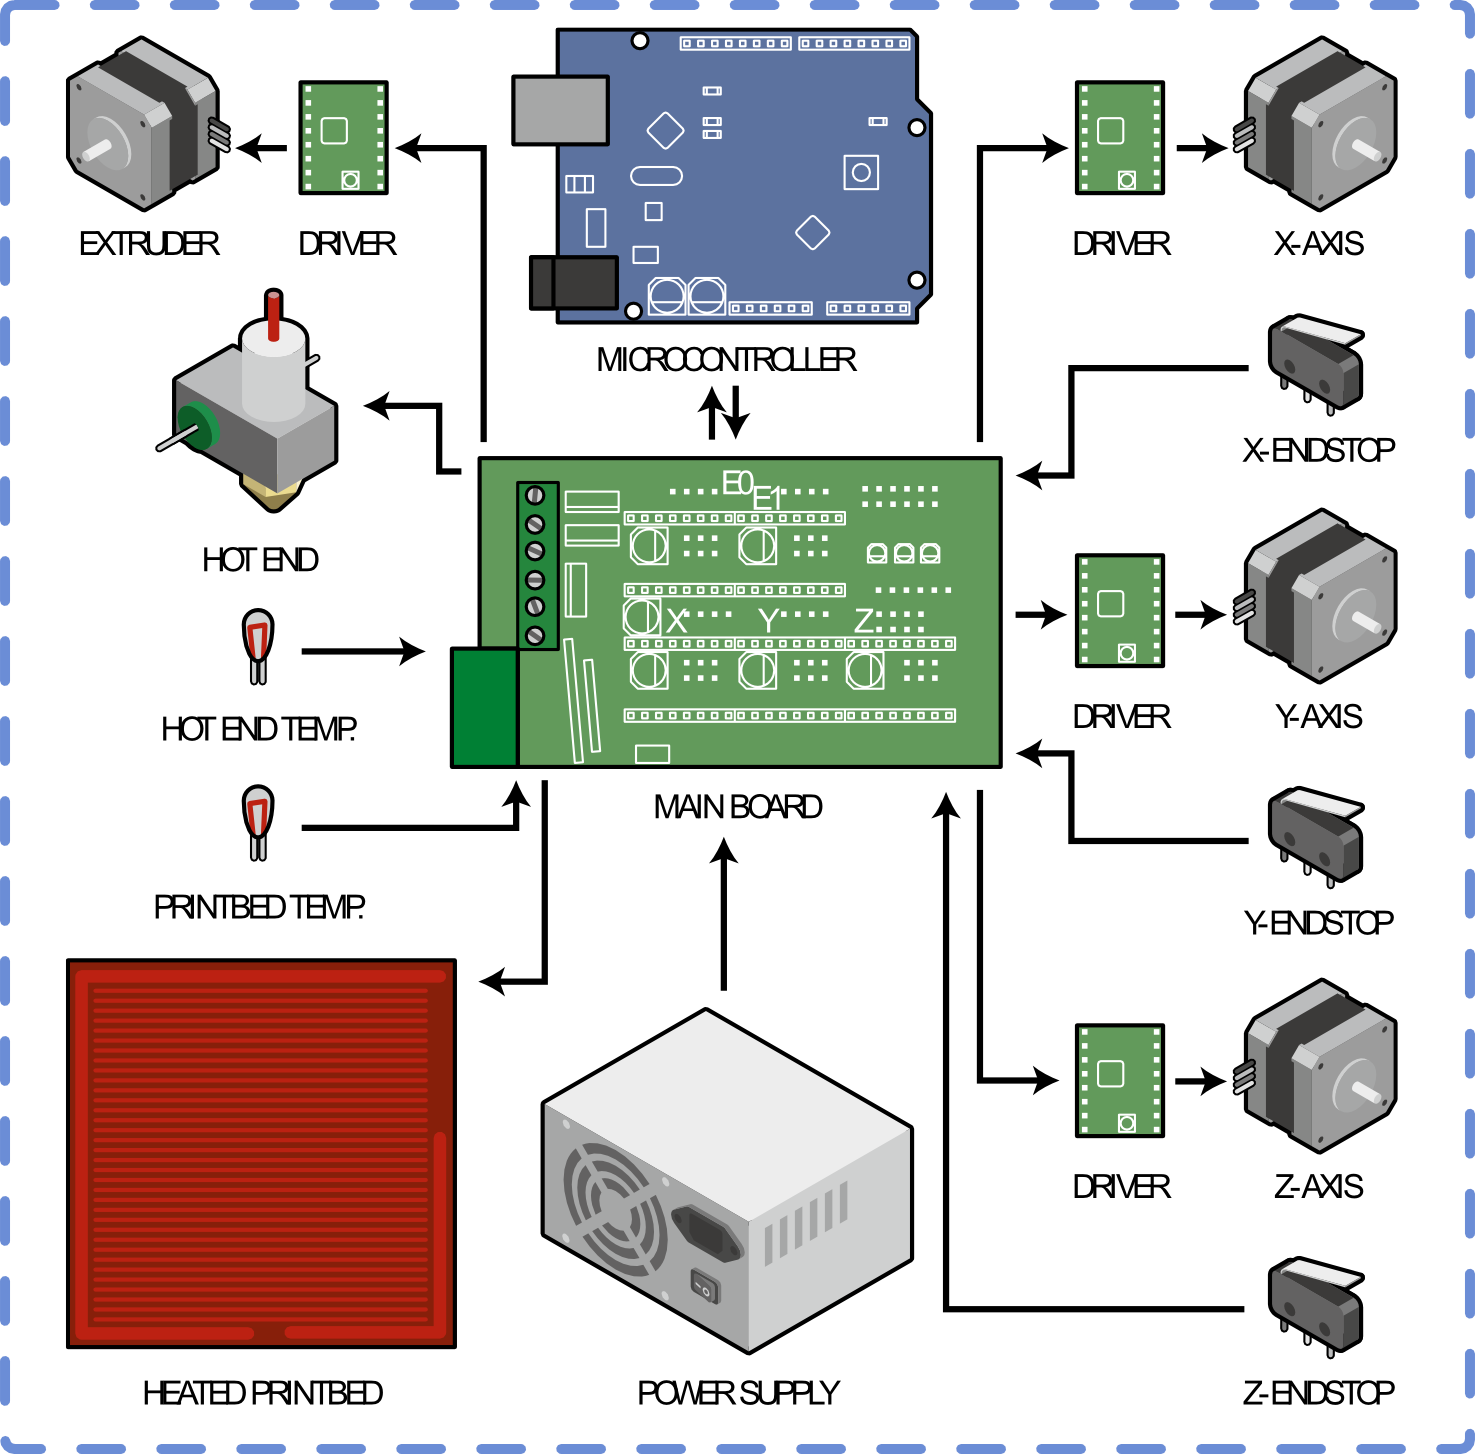 EXTRUDER
DRIVER
MICROCONTROLLER
DRIVER
X-AXIS
HOT END
X-ENDSTOP
E0
E1
X
Y
Z
HOT END TEMP.
DRIVER
Y-AXIS
MAIN BOARD
PRINTBED TEMP.
Y-ENDSTOP
DRIVER
Z-AXIS
HEATED PRINTBED
POWER SUPPLY
Z-ENDSTOP